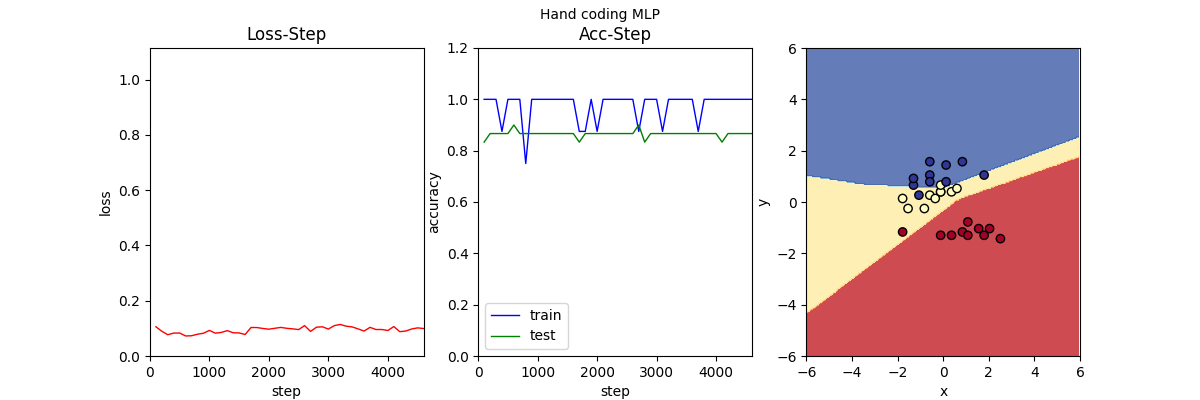 Hand coding MLP
Loss-Step
1.0
0.8
0.6
0.4
0.2
0.0
loss
0 1000 2000 3000 4000
step
Acc-Step
1.2
1.0
0.8
0.6
0.4
0.2
0.0
accuracy
train
test
0 1000 2000 3000 4000
step
6
4
2
0
−2
−4
−6
y
−6 −4 −2 0 2 4 6
x